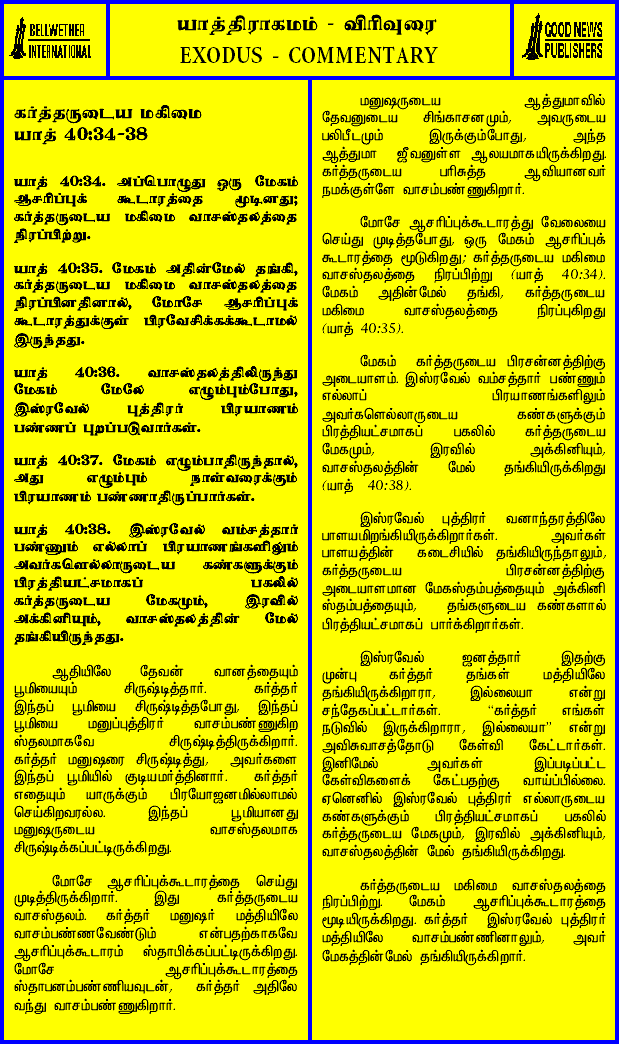 BELLWETHER
INTERNATIONAL
யாத்திராகமம் - விரிவுரை
EXODUS - COMMENTARY
GOOD NEWS
PUBLISHERS
கர்த்தருடைய மகிமை
யாத் 40:34-38
யாத் 40:34. அப்பொழுது ஒரு மேகம்
ஆசரிப்புக் கூடாரத்தை மூடினது;
கர்த்தருடைய மகிமை வாசஸ்தலத்தை
நிரப்பிற்று.
யாத் 40:35. மேகம் அதின்மேல் தங்கி,
கர்த்தருடைய மகிமை வாசஸ்தலத்தை
நிரப்பினதினால், மோசே ஆசரிப்புக்
கூடாரத்துக்குள் பிரவேசிக்கக்கூடாமல்
இருந்தது.
யாத் 40:36. வாசஸ்தலத்திலிருந்து
மேகம் மேலே எழும்பும்போது,
இஸ்ரவேல் புத்திரர் பிரயாணம்
பண்ணப் புறப்படுவார்கள்.
யாத் 40:37. மேகம் எழும்பாதிருந்தால்,
அது எழும்பும் நாள்வரைக்கும்
பிரயாணம் பண்ணாதிருப்பார்கள்.
யாத் 40:38. இஸ்ரவேல் வம்சத்தார்
பண்ணும் எல்லாப் பிரயாணங்களிலும்
அவர்களெல்லாருடைய கண்களுக்கும்
பிரத்தியட்சமாகப் பகலில்
கர்த்தருடைய மேகமும், இரவில்
அக்கினியும், வாசஸ்தலத்தின் மேல்
தங்கியிருந்தது.
ஆதியிலே தேவன் வானத்தையும்
பூமியையும் சிருஷ்டித்தார். கர்த்தர்
இந்தப் பூமியை சிருஷ்டித்தபோது, இந்தப்
பூமியை மனுப்புத்திரர் வாசம்பண்ணுகிற
ஸ்தலமாகவே சிருஷ்டித்திருக்கிறார்.
கர்த்தர் மனுஷரை சிருஷ்டித்து, அவர்களை
இந்தப் பூமியில் குடியமர்த்தினார். கர்த்தர்
எதையும் யாருக்கும் பிரயோஜனமில்லாமல்
செய்கிறவரல்ல. இந்தப் பூமியானது
மனுஷருடைய வாசஸ்தலமாக
சிருஷ்டிக்கப்பட்டிருக்கிறது.
மோசே ஆசரிப்புக்கூடாரத்தை செய்து
முடித்திருக்கிறார். இது கர்த்தருடைய
வாசஸ்தலம். கர்த்தர் மனுஷர் மத்தியிலே
வாசம்பண்ணவேண்டும் என்பதற்காகவே
ஆசரிப்புக்கூடாரம் ஸ்தாபிக்கப்பட்டிருக்கிறது.
மோசே ஆசரிப்புக்கூடாரத்தை
ஸ்தாபனம்பண்ணியவுடன், கர்த்தர் அதிலே
வந்து வாசம்பண்ணுகிறார்.
மனுஷருடைய ஆத்துமாவில்
தேவனுடைய சிங்காசனமும், அவருடைய
பலிபீடமும் இருக்கும்போது, அந்த
ஆத்துமா ஜீவனுள்ள ஆலயமாகயிருக்கிறது.
கர்த்தருடைய பரிசுத்த ஆவியானவர்
நமக்குள்ளே வாசம்பண்ணுகிறார்.
மோசே ஆசரிப்புக்கூடாரத்து வேலையை
செய்து முடித்தபோது, ஒரு மேகம் ஆசரிப்புக்
கூடாரத்தை மூடுகிறது; கர்த்தருடைய மகிமை
வாசஸ்தலத்தை நிரப்பிற்று (யாத் 40:34).
மேகம் அதின்மேல் தங்கி, கர்த்தருடைய
மகிமை வாசஸ்தலத்தை நிரப்புகிறது
(யாத் 40:35).
மேகம் கர்த்தருடைய பிரசன்னத்திற்கு
அடையாளம். இஸ்ரவேல் வம்சத்தார் பண்ணும்
எல்லாப் பிரயாணங்களிலும்
அவர்களெல்லாருடைய கண்களுக்கும்
பிரத்தியட்சமாகப் பகலில் கர்த்தருடைய
மேகமும், இரவில் அக்கினியும்,
வாசஸ்தலத்தின் மேல் தங்கியிருக்கிறது
(யாத் 40:38).
இஸ்ரவேல் புத்திரர் வனாந்தரத்திலே
பாளயமிறங்கியிருக்கிறார்கள். அவர்கள்
பாளயத்தின் கடைசியில் தங்கியிருந்தாலும்,
கர்த்தருடைய பிரசன்னத்திற்கு
அடையாளமான மேகஸ்தம்பத்தையும் அக்கினி
ஸ்தம்பத்தையும், தங்களுடைய கண்களால்
பிரத்தியட்சமாகப் பார்க்கிறார்கள்.
இஸ்ரவேல் ஜனத்தார் இதற்கு
முன்பு கர்த்தர் தங்கள் மத்தியிலே
தங்கியிருக்கிறாரா, இல்லையா என்று
சந்தேகப்பட்டார்கள். “கர்த்தர் எங்கள்
நடுவில் இருக்கிறாரா, இல்லையா” என்று
அவிசுவாசத்தோடு கேள்வி கேட்டார்கள்.
இனிமேல் அவர்கள் இப்படிப்பட்ட
கேள்விகளைக் கேட்பதற்கு வாய்ப்பில்லை.
ஏனெனில் இஸ்ரவேல் புத்திரர் எல்லாருடைய
கண்களுக்கும் பிரத்தியட்சமாகப் பகலில்
கர்த்தருடைய மேகமும், இரவில் அக்கினியும்,
வாசஸ்தலத்தின் மேல் தங்கியிருக்கிறது.
கர்த்தருடைய மகிமை வாசஸ்தலத்தை
நிரப்பிற்று. மேகம் ஆசரிப்புக்கூடாரத்தை
மூடியிருக்கிறது. கர்த்தர் இஸ்ரவேல் புத்திரர்
மத்தியிலே வாசம்பண்ணினாலும், அவர்
மேகத்தின்மேல் தங்கியிருக்கிறார்.